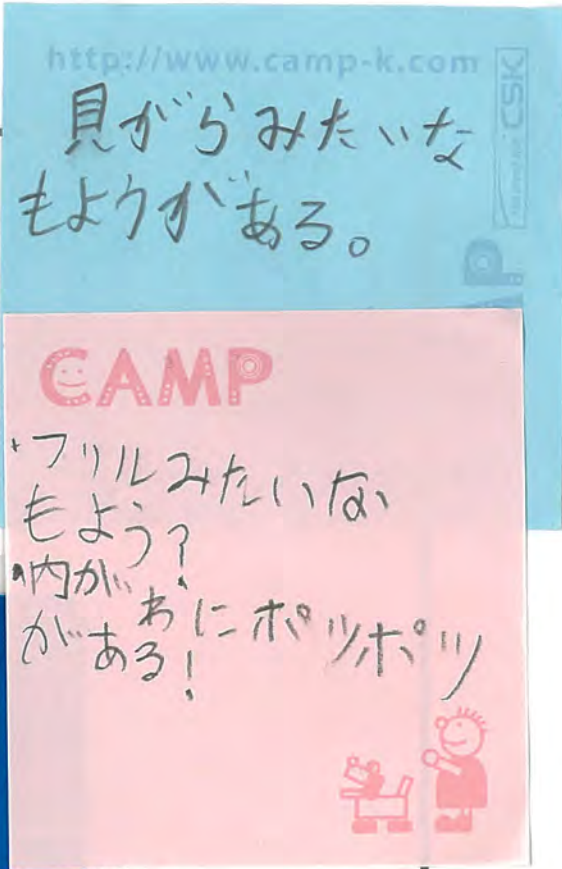 http://www.camp-k.com
CSK
貝がらみたいな
もようがある。
CAMP
・フリルみたいな
もよう?
・内がわにポツポツ
がある!